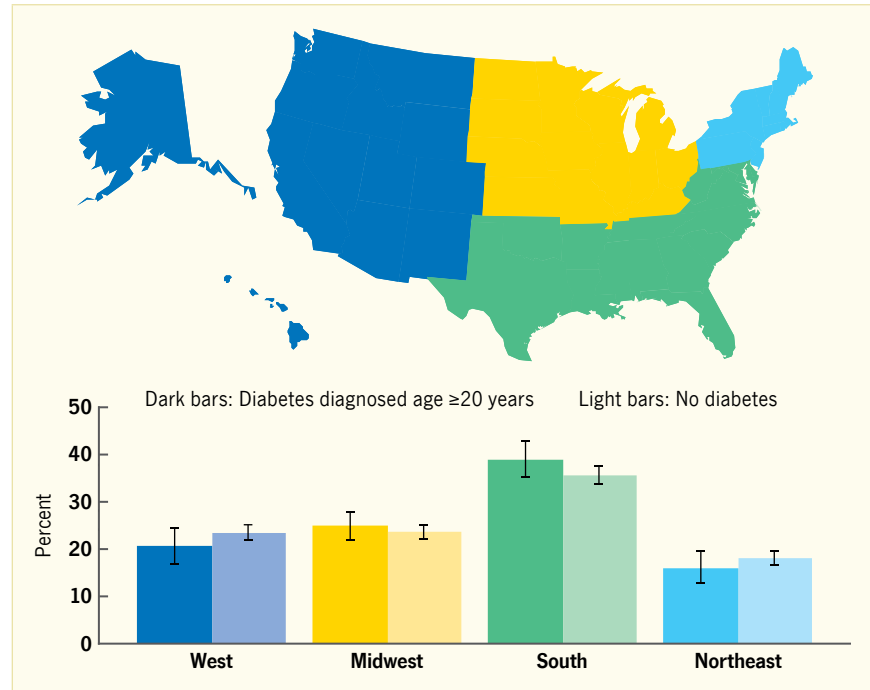 Dark bars: Diabetes diagnosed age ≥20 years Light bars: No diabetes
50
40
30
20
10
0
Percent
West Midwest South Northeast